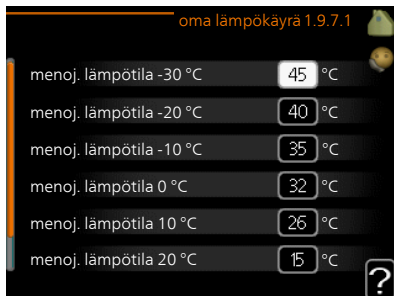 oma lämpökäyrä 1.9.7.1
menoj. lämpötila -30 °C 45 °C
menoj. lämpötila -20 °C 40 °C
menoj. lämpötila -10 °C 35 °C
menoj. lämpötila 0 °C 32 °C
menoj. lämpötila 10 °C 26 °C
menoj. lämpötila 20 °C 15 °C
?